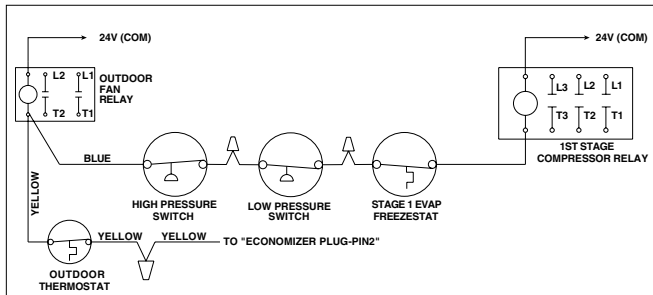 24V (COM)
24V (COM)
L2 L1
T2 T1
OUTDOOR
FAN
RELAY
L3 L2 L1
T3 T2 T1
1ST STAGE
COMPRESSOR RELAY
BLUE
HIGH PRESSURE
SWITCH
LOW PRESSURE
SWITCH
STAGE 1 EVAP
FREEZESTAT
YELLOW
YELLOW YELLOW
TO "ECONOMIZER PLUG-PIN2"
OUTDOOR
THERMOSTAT